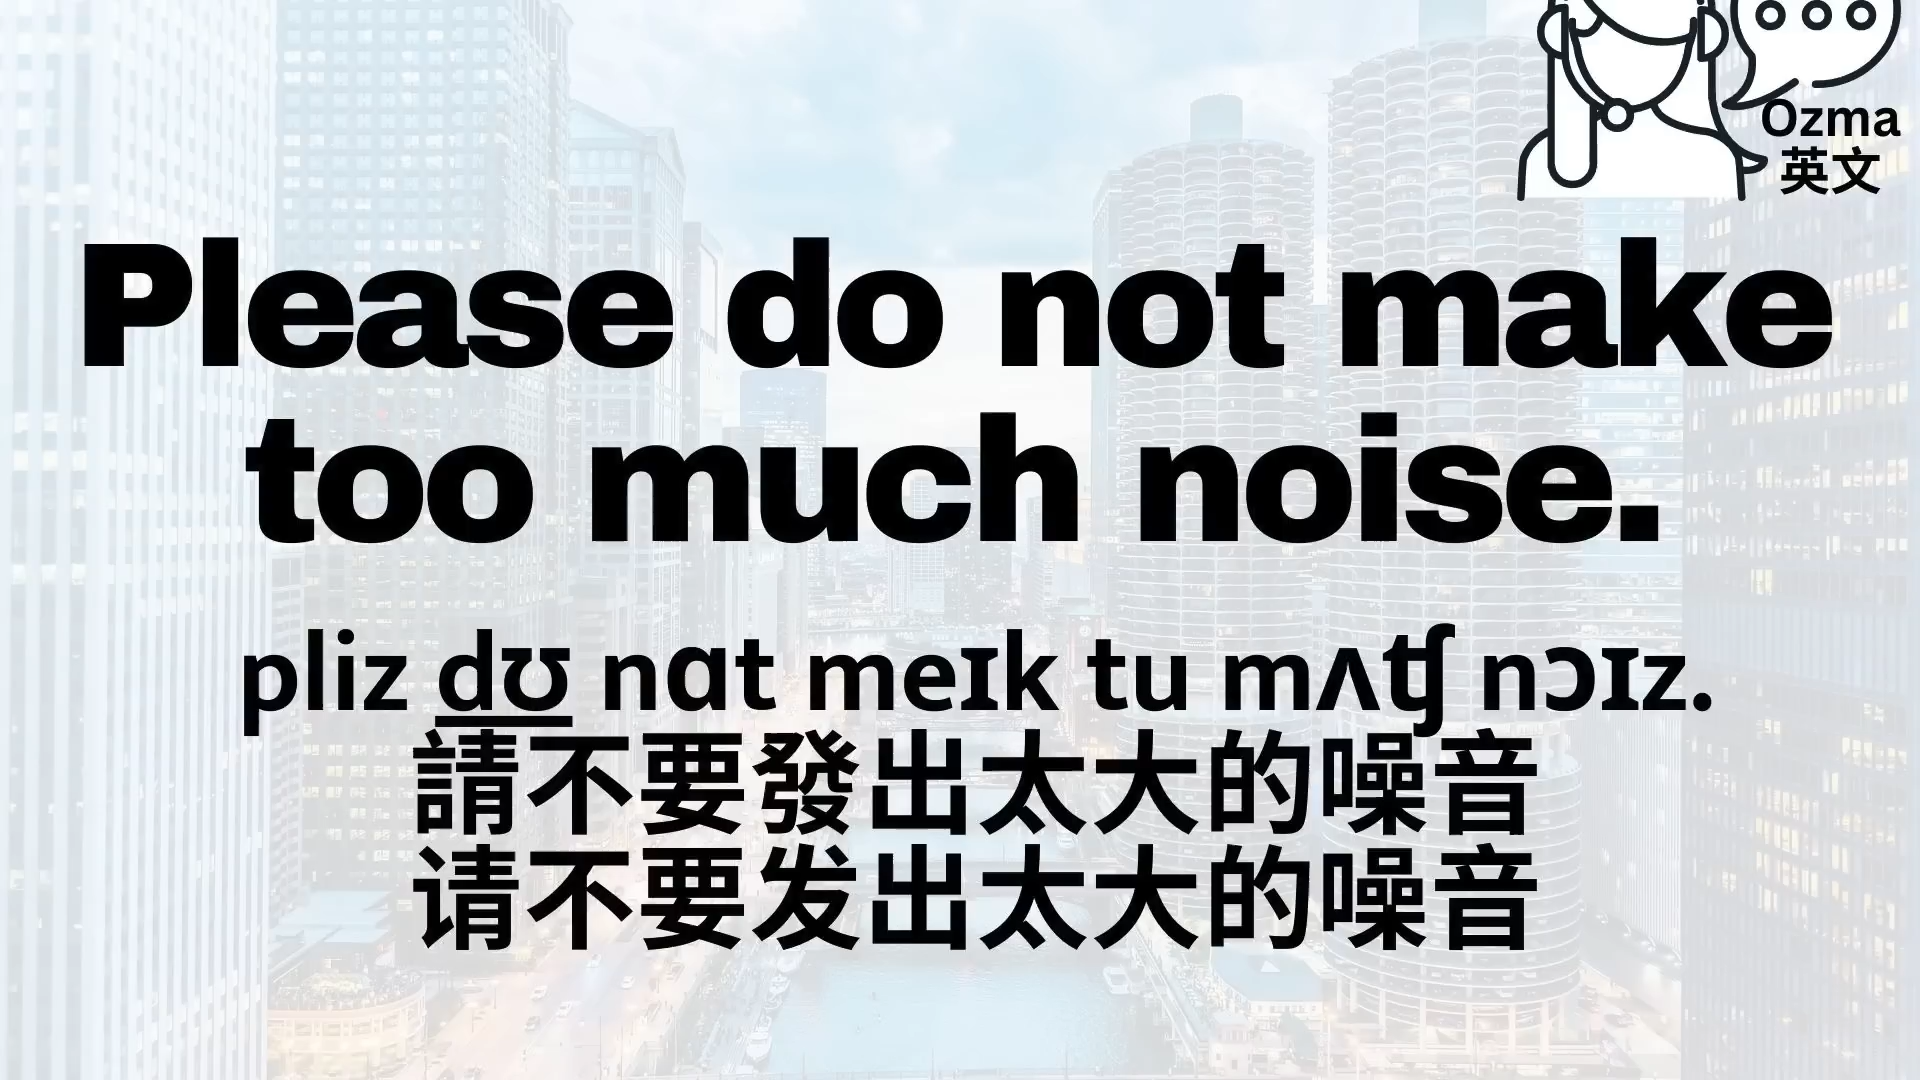 Ozma
英文
Please do not make
too much noise.
pliz dʊ nɑt meɪk tu mʌʧ nɔɪz.
請不要發出太大的噪音
请不要发出太大的噪音